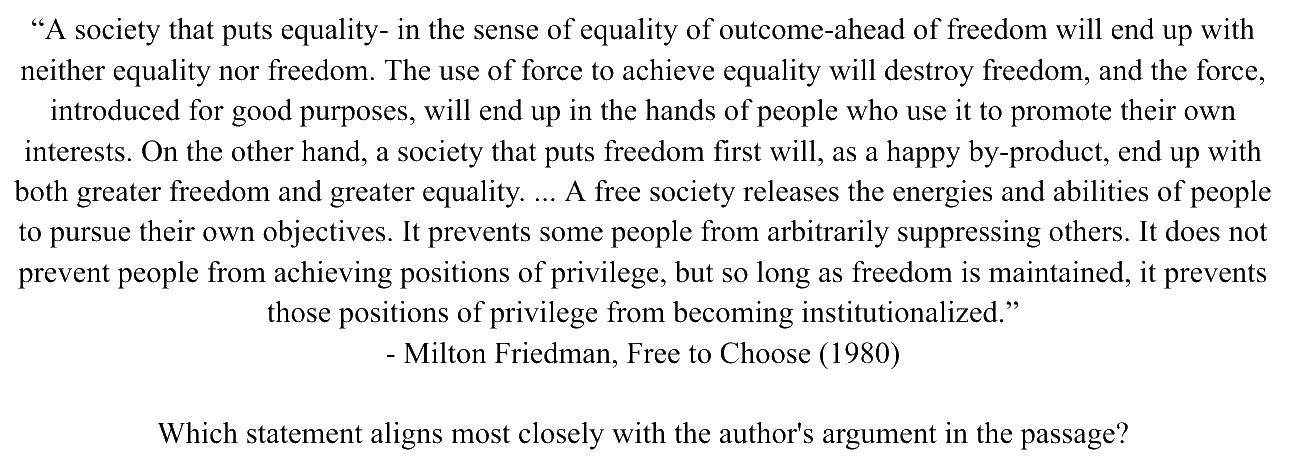 “A society that puts equality- in the sense of equality of outcome-ahead of freedom will end up with
neither equality nor freedom. The use of force to achieve equality will destroy freedom, and the force,
introduced for good purposes, will end up in the hands of people who use it to promote their own
interests. On the other hand, a society that puts freedom first will, as a happy by-product, end up with
both greater freedom and greater equality. ... A free society releases the energies and abilities of people
to pursue their own objectives. It prevents some people from arbitrarily suppressing others. It does not
prevent people from achieving positions of privilege, but so long as freedom is maintained, it prevents
those positions of privilege from becoming institutionalized.”
- Milton Friedman, Free to Choose (1980)
Which statement aligns most closely with the author's argument in the passage?